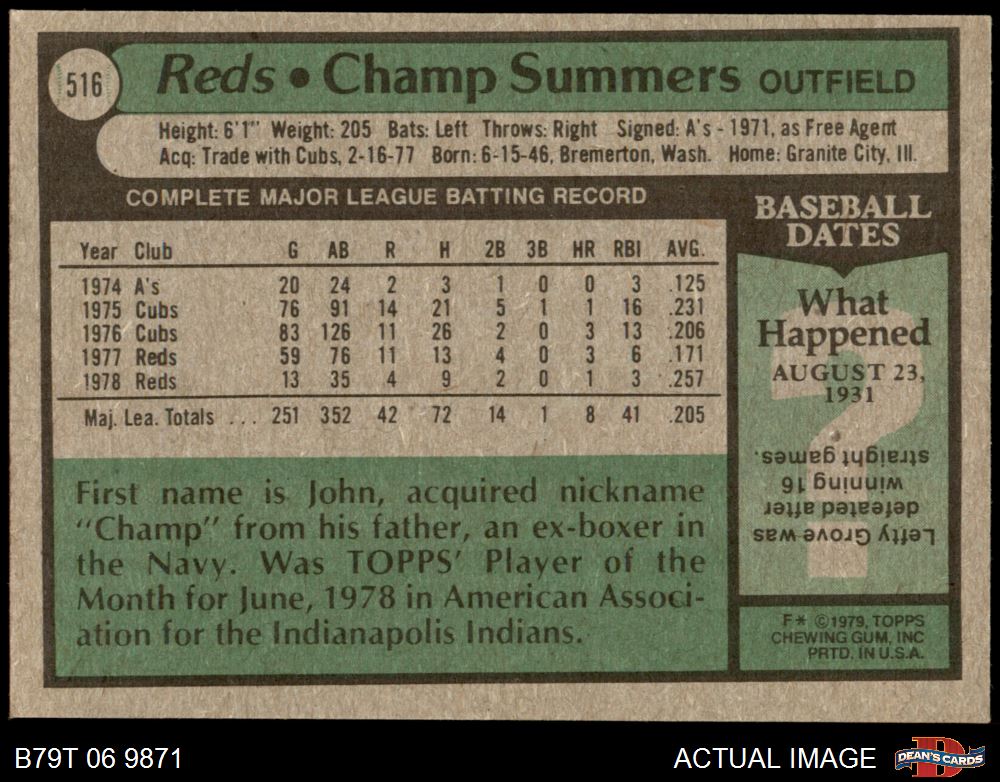 516
Reds • Champ Summers OUTFIELD
Height: 6'1" Weight: 205 Bats: Left Throws: Right Signed: A's - 1971, as Free Agent
Acq: Trade with Cubs, 2-16-77 Born: 6-15-46, Bremerton, Wash. Home: Granite City, Ill.
COMPLETE MAJOR LEAGUE BATTING RECORD
Year Club G AB R H 2B 3B HR RBI AVG.
1974 A's 20 24 2 3 1 0 0 3 .125
1975 Cubs 76 91 14 21 5 1 1 16 .231
1976 Cubs 83 126 11 26 2 0 3 13 .206
1977 Reds 59 76 11 13 4 0 3 6 .171
1978 Reds 13 35 4 9 2 0 1 3 .257
Maj. Lea. Totals ... 251 352 42 72 14 1 8 41 .205
First name is John, acquired nickname
"Champ" from his father, an ex-boxer in
the Navy. Was TOPPS' Player of the
Month for June, 1978 in American Associ-
ation for the Indianapolis Indians.
BASEBALL
DATES
What
Happened
AUGUST 23,
1931
?
Lefty Grove was
defeated after
winning 16
straight games.
F* ©1979, TOPPS
CHEWING GUM, INC
PRTD. IN U.S.A.
B79T 06 9871
ACTUAL IMAGE
DEAN'S CARDS